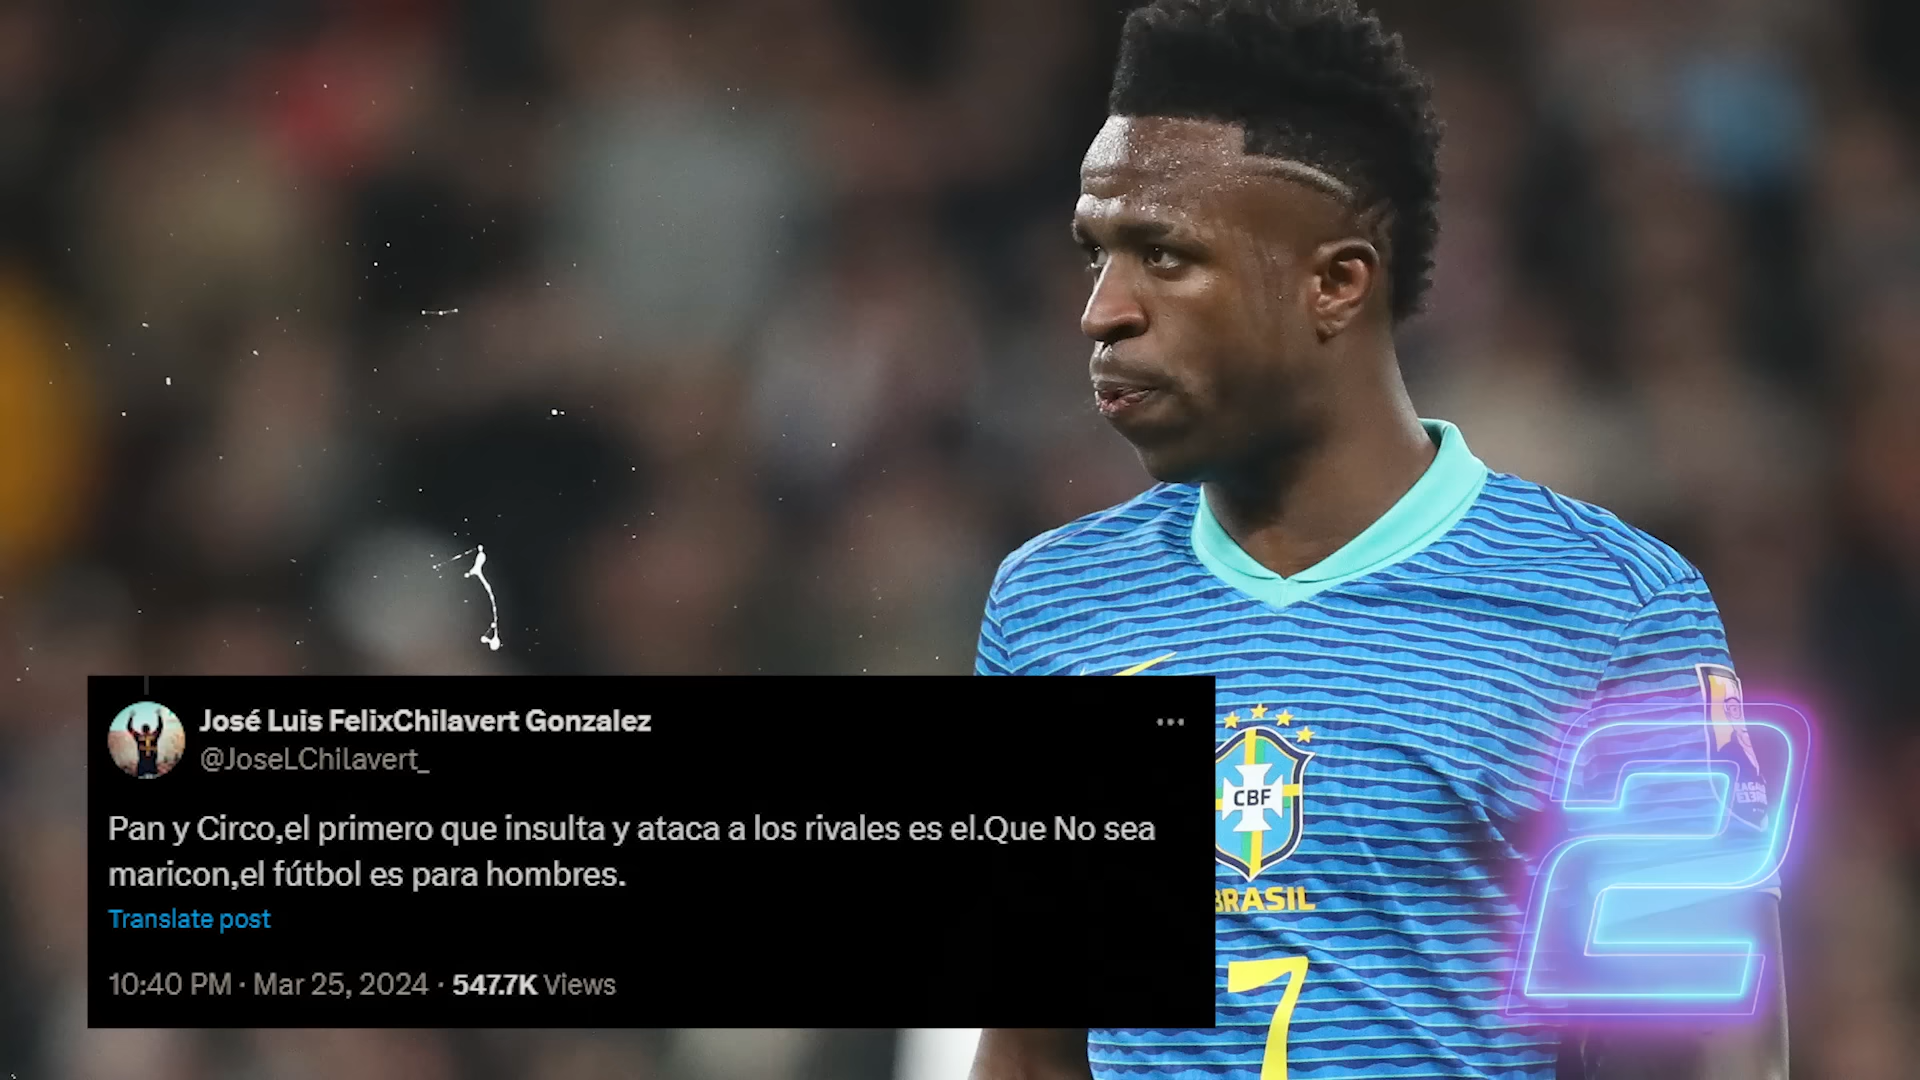 José Luis FelixChilavert Gonzalez
@JoseLChilavert_
Pan y Circo,el primero que insulta y ataca a los rivales es el.Que No sea
maricon,el fútbol es para hombres.
Translate post
10:40 PM · Mar 25, 2024 · 547.7K Views
CBF
BRASIL
7
2